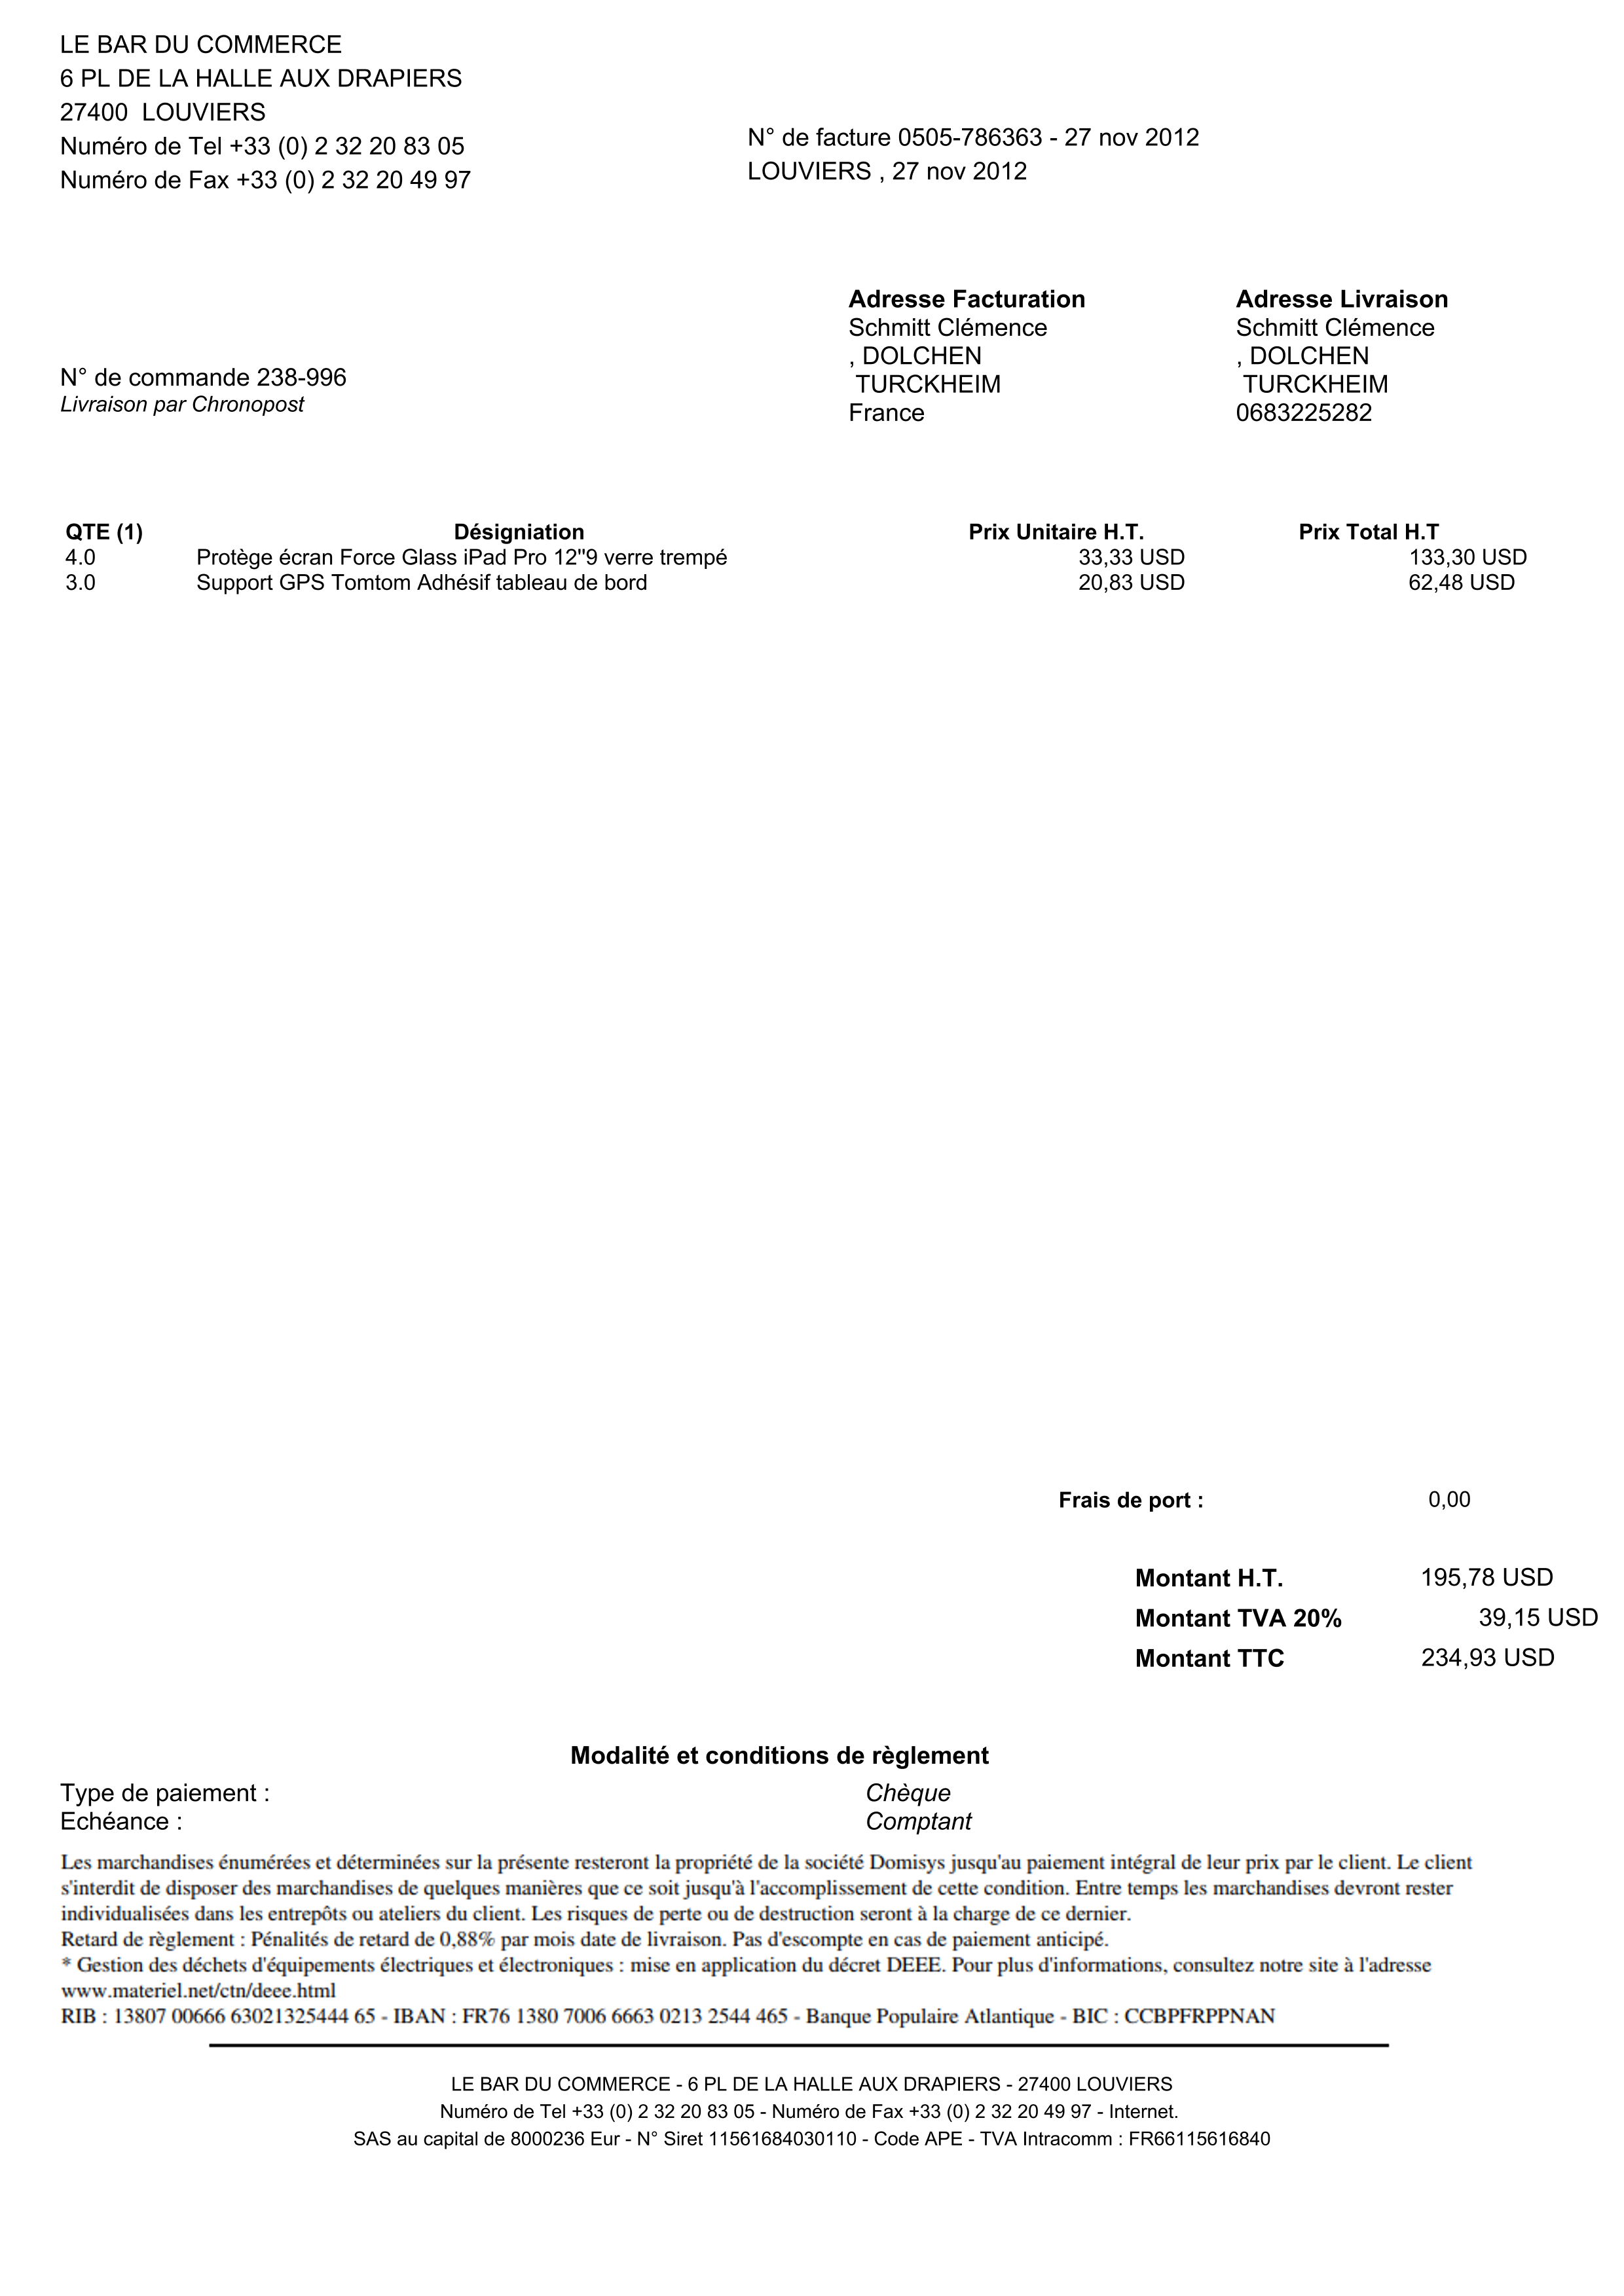 LE BAR DU COMMERCE
6 PL DE LA HALLE AUX DRAPIERS
27400  LOUVIERS
Numéro de Tel +33 (0) 2 32 20 83 05
Numéro de Fax +33 (0) 2 32 20 49 97
N° de facture 0505-786363 - 27 nov 2012
LOUVIERS , 27 nov 2012
N° de commande 238-996
Livraison par Chronopost
Adresse Facturation
Schmitt Clémence
, DOLCHEN
TURCKHEIM
France
Adresse Livraison
Schmitt Clémence
, DOLCHEN
TURCKHEIM
0683225282
QTE (1) Désigniation Prix Unitaire H.T. Prix Total H.T
4.0 Protège écran Force Glass iPad Pro 12"9 verre trempé 33,33 USD 133,30 USD
3.0 Support GPS Tomtom Adhésif tableau de bord 20,83 USD 62,48 USD
Frais de port : 0,00
Montant H.T. 195,78 USD
Montant TVA 20% 39,15 USD
Montant TTC 234,93 USD
Modalité et conditions de règlement
Type de paiement : Chèque
Echéance : Comptant
Les marchandises énumérées et déterminées sur la présente resteront la propriété de la société Domisys jusqu'au paiement intégral de leur prix par le client. Le client
s'interdit de disposer des marchandises de quelques manières que ce soit jusqu'à l'accomplissement de cette condition. Entre temps les marchandises devront rester
individualisées dans les entrepôts ou ateliers du client. Les risques de perte ou de destruction seront à la charge de ce dernier.
Retard de règlement : Pénalités de retard de 0,88% par mois date de livraison. Pas d'escompte en cas de paiement anticipé.
* Gestion des déchets d'équipements électriques et électroniques : mise en application du décret DEEE. Pour plus d'informations, consultez notre site à l'adresse
www.materiel.net/ctn/deee.html
RIB : 13807 00666 63021325444 65 - IBAN : FR76 1380 7006 6663 0213 2544 465 - Banque Populaire Atlantique - BIC : CCBPFRPPNAN
LE BAR DU COMMERCE - 6 PL DE LA HALLE AUX DRAPIERS - 27400 LOUVIERS
Numéro de Tel +33 (0) 2 32 20 83 05 - Numéro de Fax +33 (0) 2 32 20 49 97 - Internet.
SAS au capital de 8000236 Eur - N° Siret 11561684030110 - Code APE - TVA Intracomm : FR66115616840